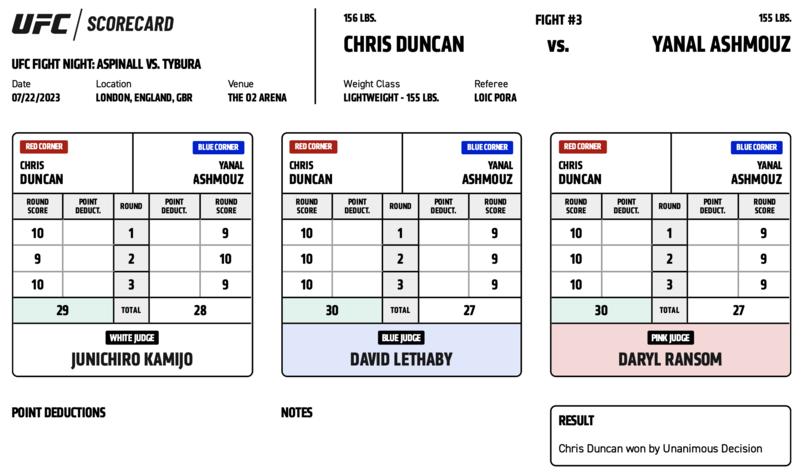 UFC SCORECARD
UFC FIGHT NIGHT: ASPINALL VS. TYBURA
Date Location Venue
07/22/2023 LONDON, ENGLAND, GBR THE O2 ARENA
156 LBS. FIGHT #3 155 LBS.
CHRIS DUNCAN vs. YANAL ASHMOUZ
Weight Class Referee
LIGHTWEIGHT - 155 LBS. LOIC PORA
RED CORNER BLUE CORNER
CHRIS YANAL
DUNCAN ASHMOUZ
ROUND SCORE POINT DEDUCT. ROUND POINT DEDUCT. ROUND SCORE
10 1 9
9 2 10
10 3 9
29 TOTAL 28
WHITE JUDGE
JUNICHIRO KAMIJO
RED CORNER BLUE CORNER
CHRIS YANAL
DUNCAN ASHMOUZ
ROUND SCORE POINT DEDUCT. ROUND POINT DEDUCT. ROUND SCORE
10 1 9
10 2 9
10 3 9
30 TOTAL 27
BLUE JUDGE
DAVID LETHABY
RED CORNER BLUE CORNER
CHRIS YANAL
DUNCAN ASHMOUZ
ROUND SCORE POINT DEDUCT. ROUND POINT DEDUCT. ROUND SCORE
10 1 9
10 2 9
10 3 9
30 TOTAL 27
PINK JUDGE
DARYL RANSOM
POINT DEDUCTIONS
NOTES
RESULT
Chris Duncan won by Unanimous Decision